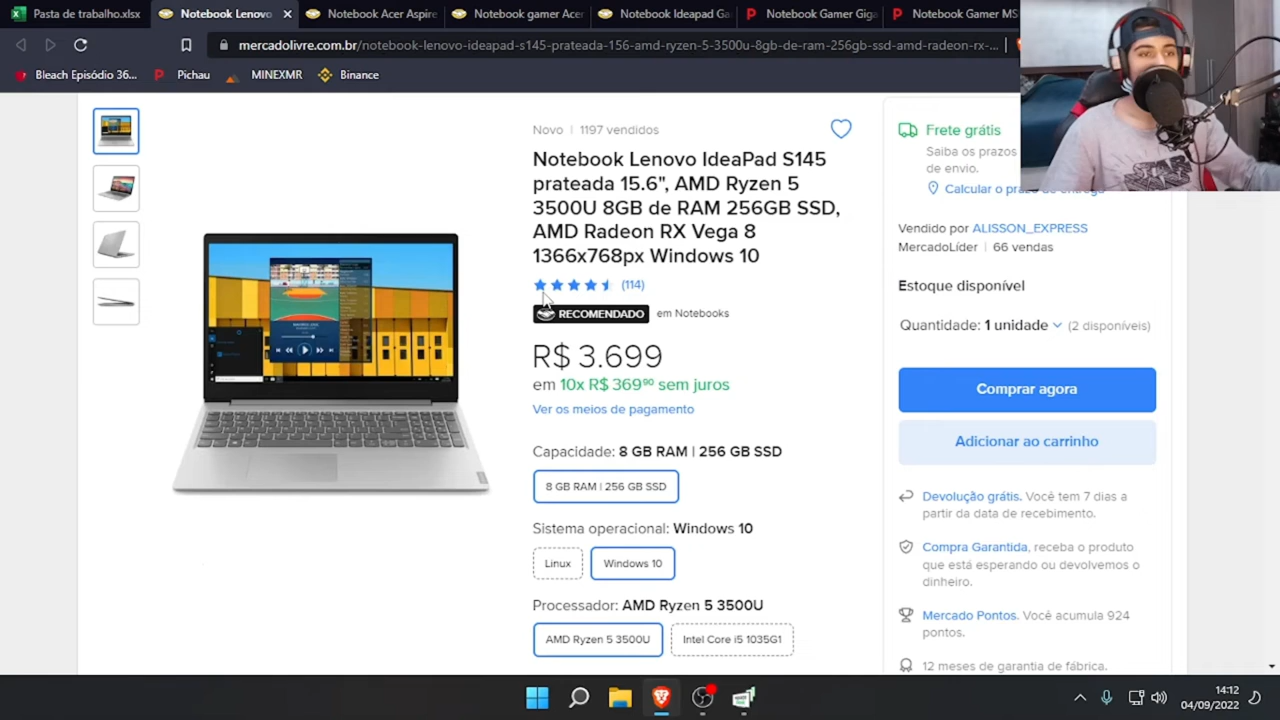 Pasta de trabalho.xlsx
Notebook Lenovo
Notebook Acer Aspire
Notebook gamer Acer
Notebook Ideapad Ga
Notebook Gamer Giga
Notebook Gamer MS
mercadolivre.com.br/notebook-lenovo-ideapad-s145-prateada-156-amd-ryzen-5-3500u-8gb-de-ram-256gb-ssd-amd-radeon-rx-...
Bleach Episódio 36...
Pichau
MINEXMR
Binance
Novo | 1197 vendidos
Notebook Lenovo IdeaPad S145
prateada 15.6", AMD Ryzen 5
3500U 8GB de RAM 256GB SSD,
AMD Radeon RX Vega 8
1366x768px Windows 10
(114)
RECOMENDADO em Notebooks
R$ 3.699
em 10x R$ 369⁹⁰ sem juros
Ver os meios de pagamento
Capacidade: 8 GB RAM | 256 GB SSD
8 GB RAM | 256 GB SSD
Sistema operacional: Windows 10
Linux
Windows 10
Processador: AMD Ryzen 5 3500U
AMD Ryzen 5 3500U
Intel Core i5 1035G1
Frete grátis
Saiba os prazos
de envio.
Calcular o prazo de entrega
Vendido por ALISSON_EXPRESS
MercadoLíder | 66 vendas
Estoque disponível
Quantidade: 1 unidade (2 disponíveis)
Comprar agora
Adicionar ao carrinho
Devolução grátis. Você tem 7 dias a
partir da data de recebimento.
Compra Garantida, receba o produto
que está esperando ou devolvemos o
dinheiro.
Mercado Pontos. Você acumula 924
pontos.
12 meses de garantia de fábrica.
STAR
14:12
04/09/2022